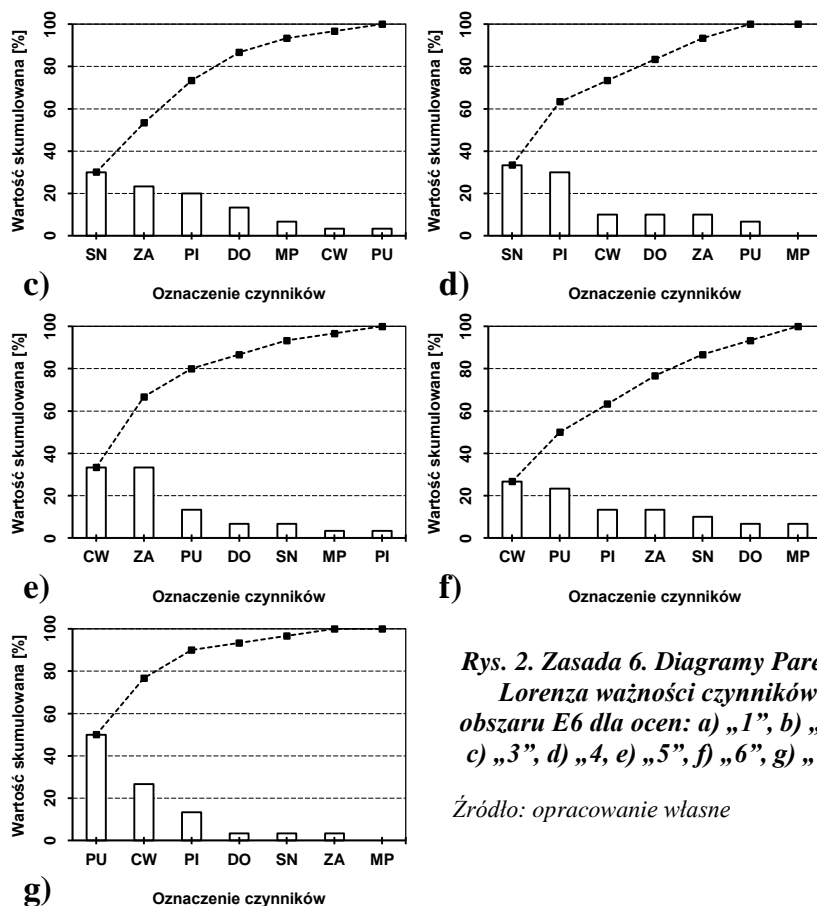 Wartość skumulowana [%]
100
80
60
40
20
0
SN ZA PI DO MP CW PU
c)
Oznaczenie czynników
Wartość skumulowana [%]
100
80
60
40
20
0
SN PI CW DO ZA PU MP
d)
Oznaczenie czynników
Wartość skumulowana [%]
100
80
60
40
20
0
CW ZA PU DO SN MP PI
e)
Oznaczenie czynników
Wartość skumulowana [%]
100
80
60
40
20
0
CW PU PI ZA SN DO MP
f)
Oznaczenie czynników
Wartość skumulowana [%]
100
80
60
40
20
0
PU CW PI DO SN ZA MP
g)
Oznaczenie czynników
Rys. 2. Zasada 6. Diagramy Pare
Lorenza ważności czynników
obszaru E6 dla ocen: a) „1”, b) „
c) „3”, d) „4, e) „5”, f) „6”, g) „
Źródło: opracowanie własne